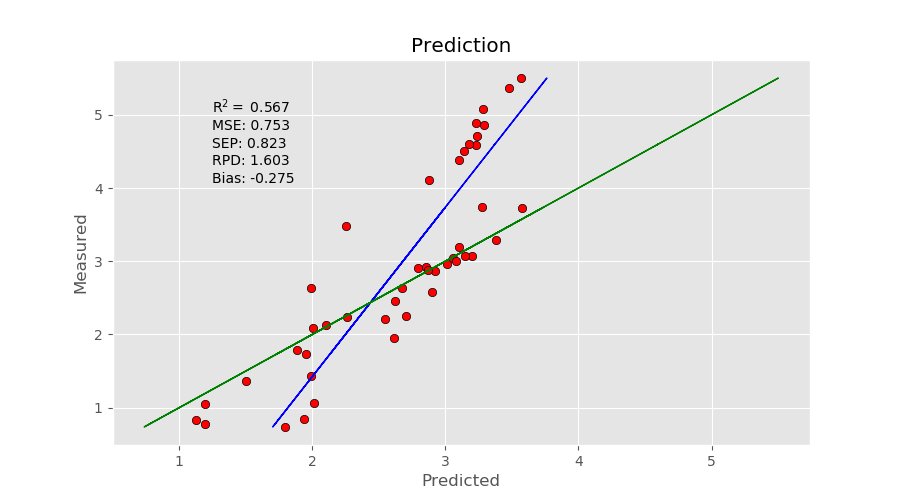 Prediction
R² = 0.567
MSE: 0.753
SEP: 0.823
RPD: 1.603
Bias: -0.275
5
4
3
2
1
Measured
1 2 3 4 5
Predicted